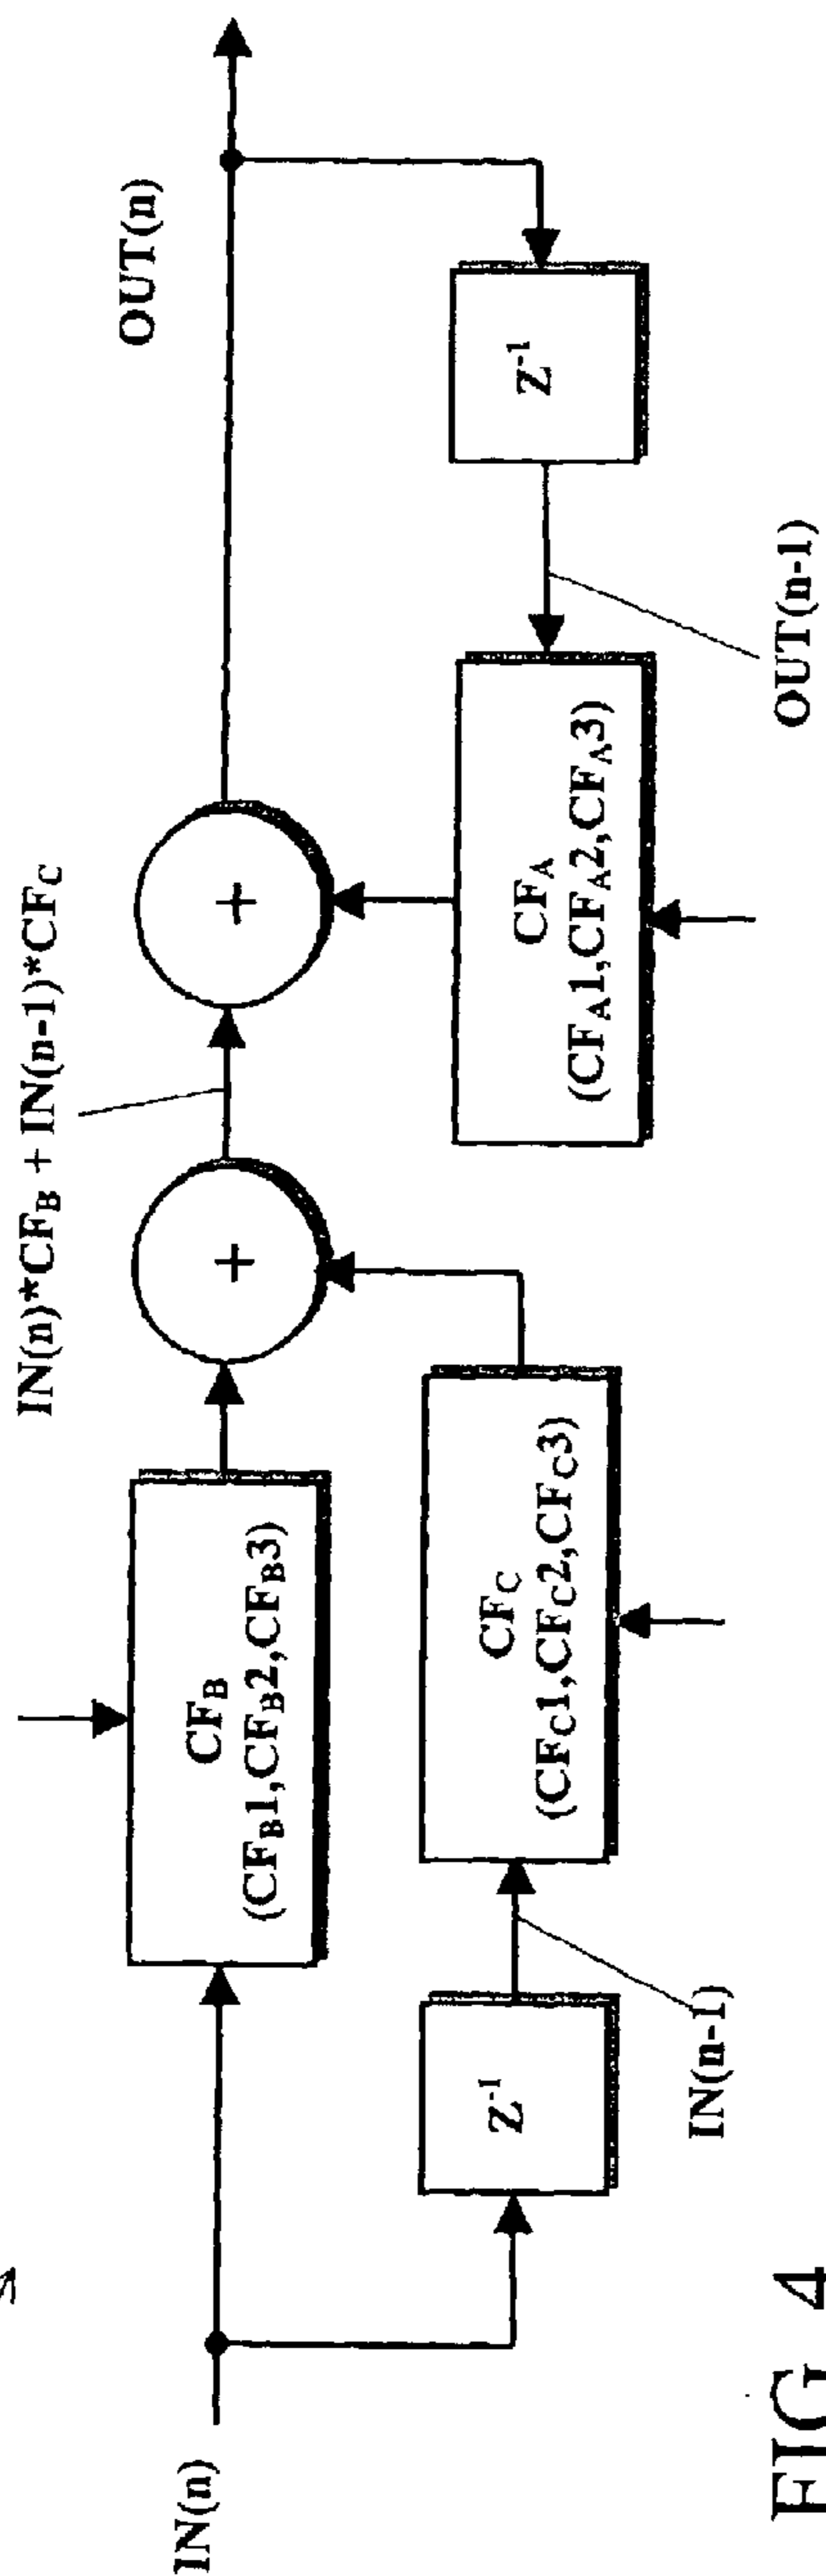 IN(n)*CF_B + IN(n-1)*CF_C
OUT(n)
IN(n)
CF_B
(CF_B1,CF_B2,CF_B3)
+
+
Z⁻¹
IN(n-1)
CF_C
(CF_C1,CF_C2,CF_C3)
CF_A
(CF_A1,CF_A2,CF_A3)
Z⁻¹
OUT(n-1)
FIG. 4